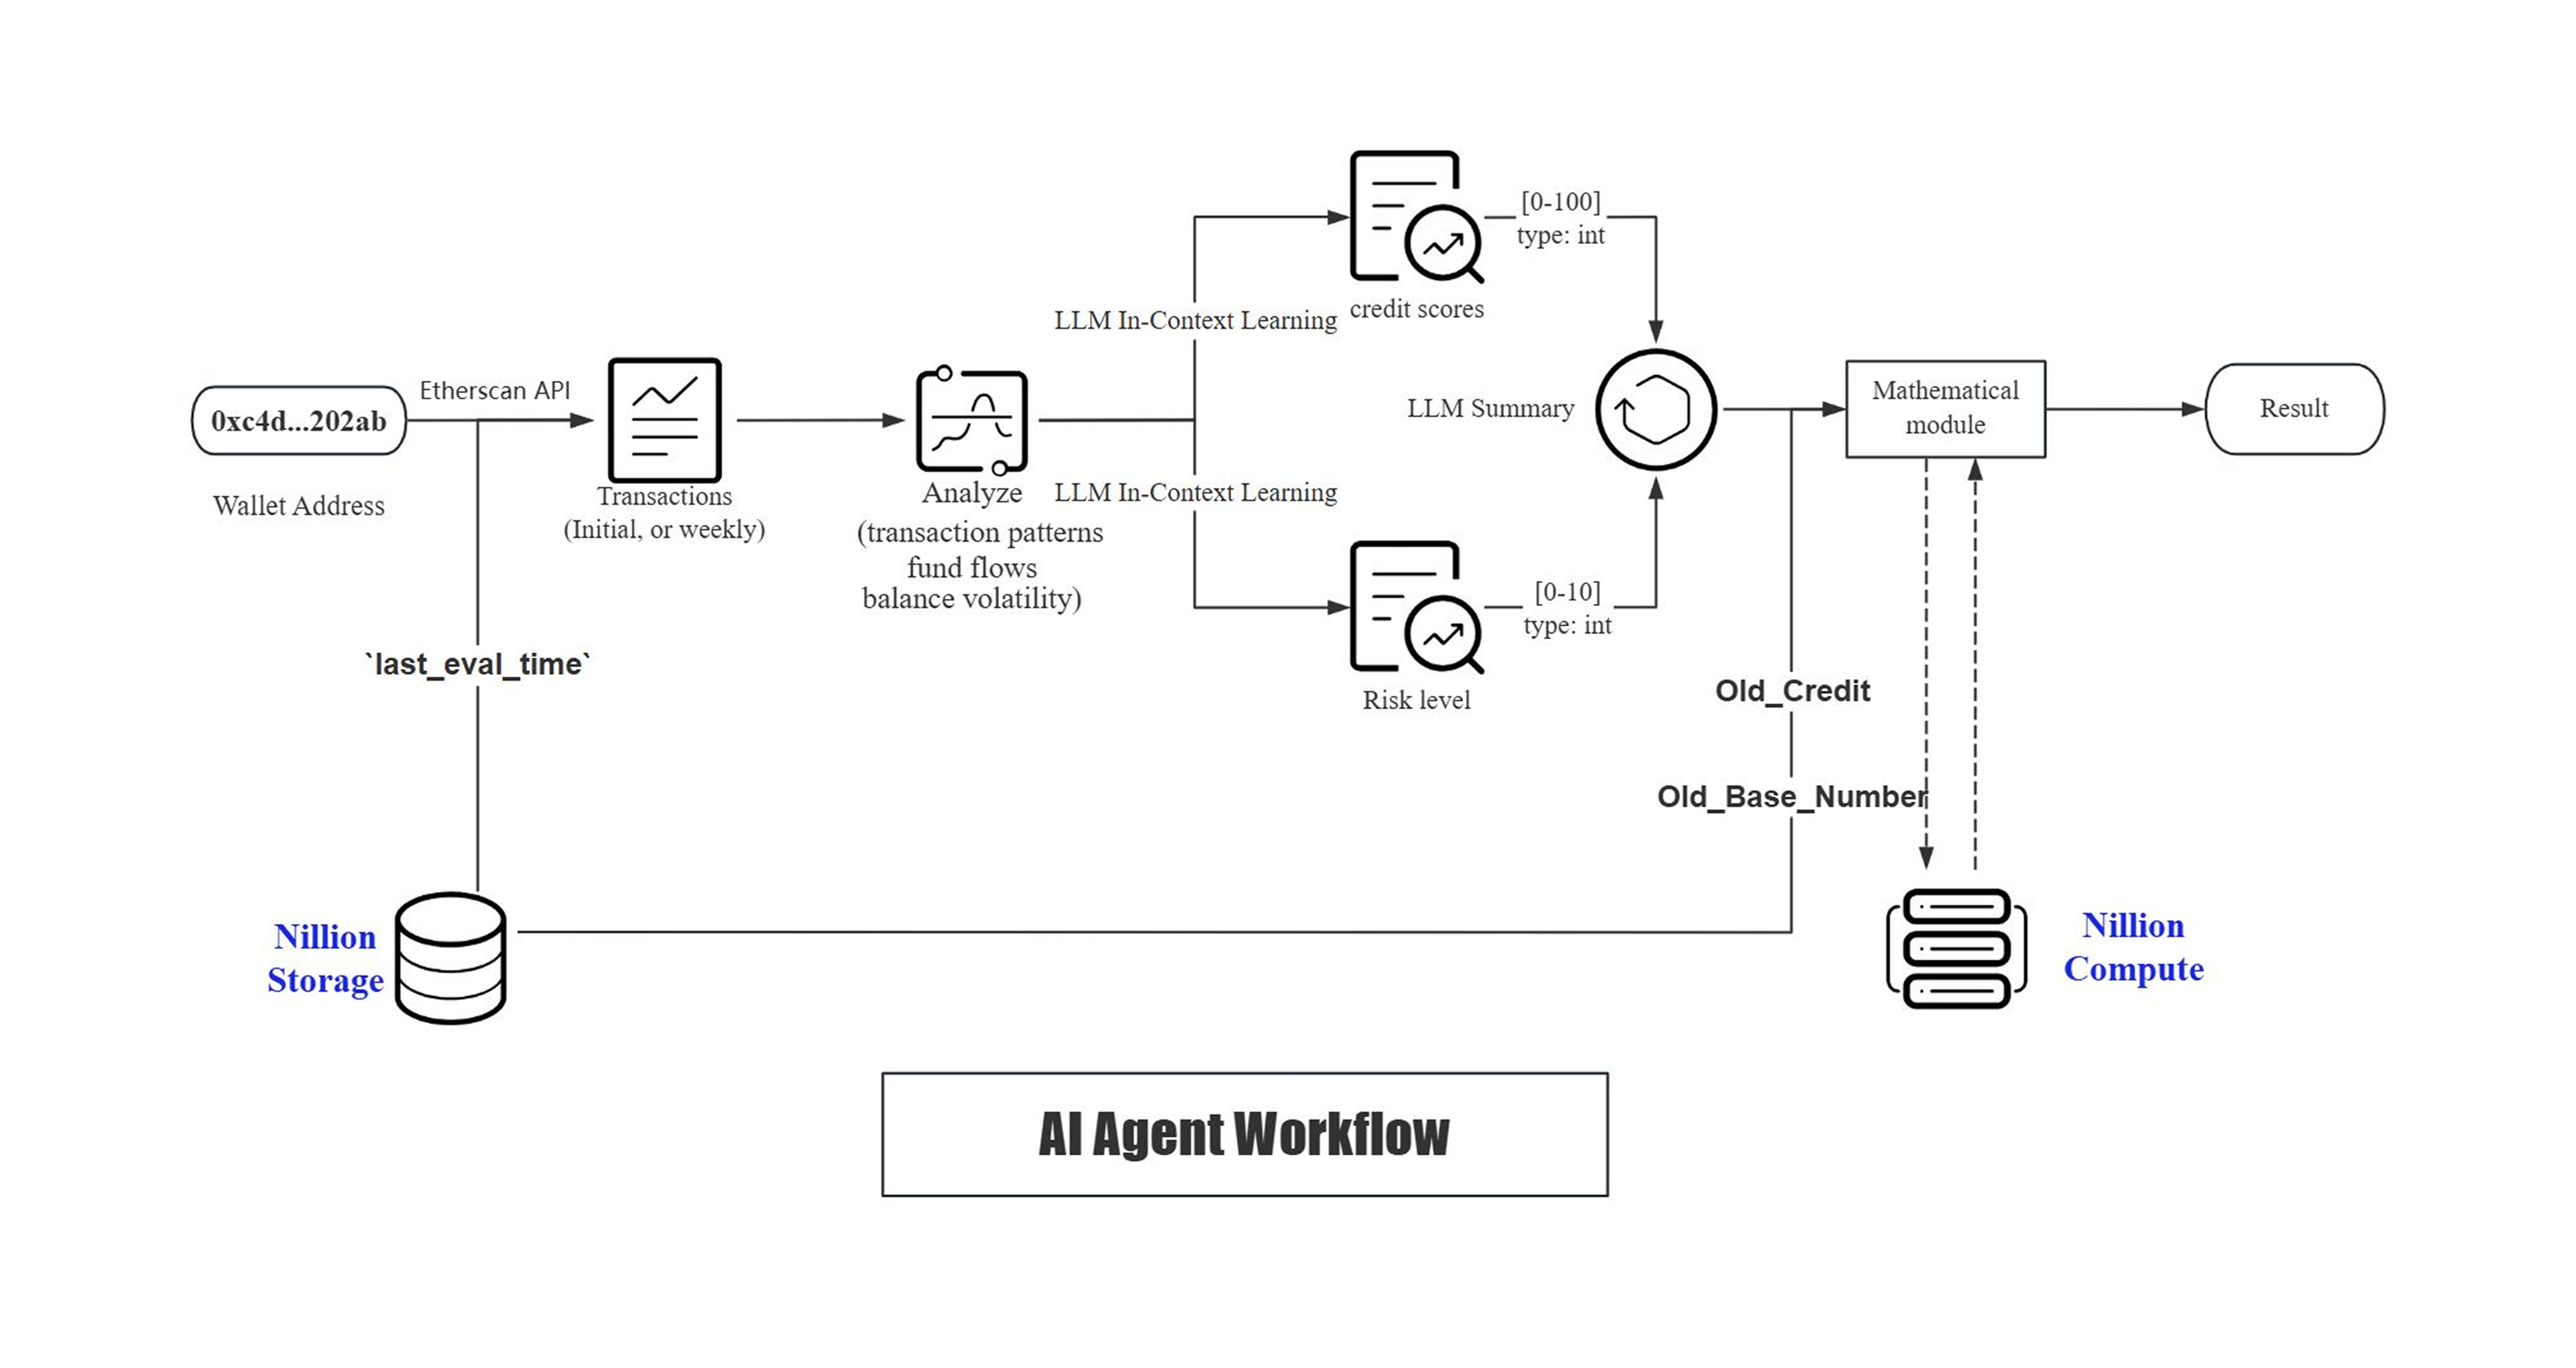 [0-100]
type: int
credit scores
LLM In-Context Learning
Etherscan API
0xc4d...202ab
Wallet Address
Transactions
(Initial, or weekly)
Analyze
(transaction patterns
fund flows
balance volatility)
LLM In-Context Learning
LLM Summary
Mathematical
module
Result
[0-10]
type: int
Risk level
`last_eval_time`
Old_Credit
Old_Base_Number
Nillion
Storage
Nillion
Compute
AI Agent Workflow